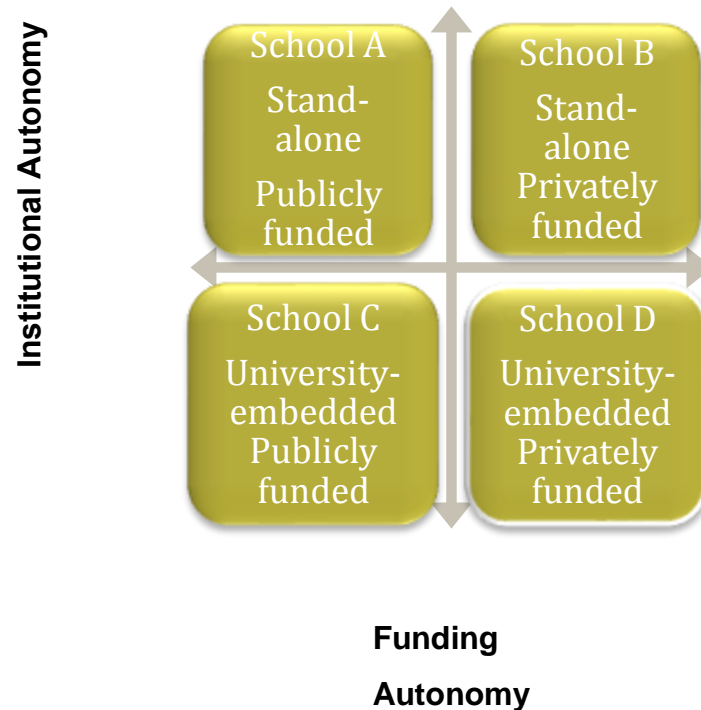 Institutional Autonomy
School A
Stand-
alone
Publicly
funded
School B
Stand-
alone
Privately
funded
School C
University-
embedded
Publicly
funded
School D
University-
embedded
Privately
funded
Funding
Autonomy